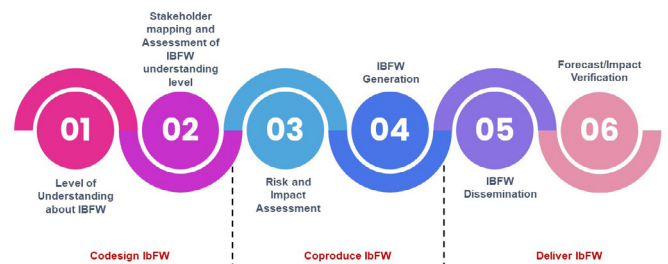 01
Level of
Understanding
about IBFW
Stakeholder
mapping and
Assessment of
IBFW
understanding
level
02
03
Risk and
Impact
Assessment
IBFW
Generation
04
05
IBFW
Dissemination
Forecast/Impact
Verification
06
Codesign IbFW
Coproduce IbFW
Deliver IbFW